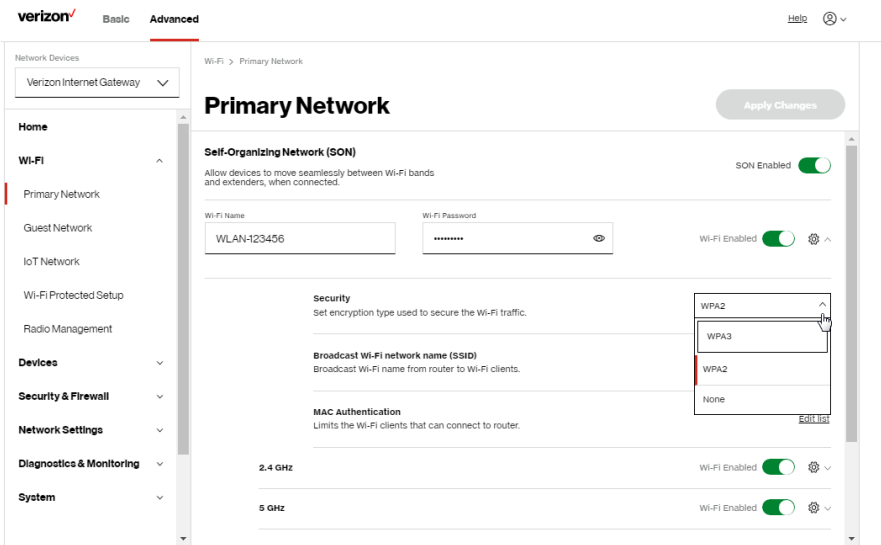 verizon
Basic
Advanced
Help
Network Devices
Verizon Internet Gateway
Home
Wi-Fi
Primary Network
Guest Network
IoT Network
Wi-Fi Protected Setup
Radio Management
Devices
Security & Firewall
Network Settings
Diagnostics & Monitoring
System
Wi-Fi > Primary Network
Primary Network
Apply Changes
Self-Organizing Network (SON)
Allow devices to move seamlessly between Wi-Fi bands
and extenders, when connected.
SON Enabled
Wi-Fi Name
WLAN-123456
Wi-Fi Password
•••••••••
Wi-Fi Enabled
Security
Set encryption type used to secure the Wi-Fi traffic.
WPA2
WPA3
WPA2
None
Broadcast Wi-Fi network name (SSID)
Broadcast Wi-Fi name from router to Wi-Fi clients.
MAC Authentication
Limits the Wi-Fi clients that can connect to router.
Edit list
2.4 GHz
Wi-Fi Enabled
5 GHz
Wi-Fi Enabled